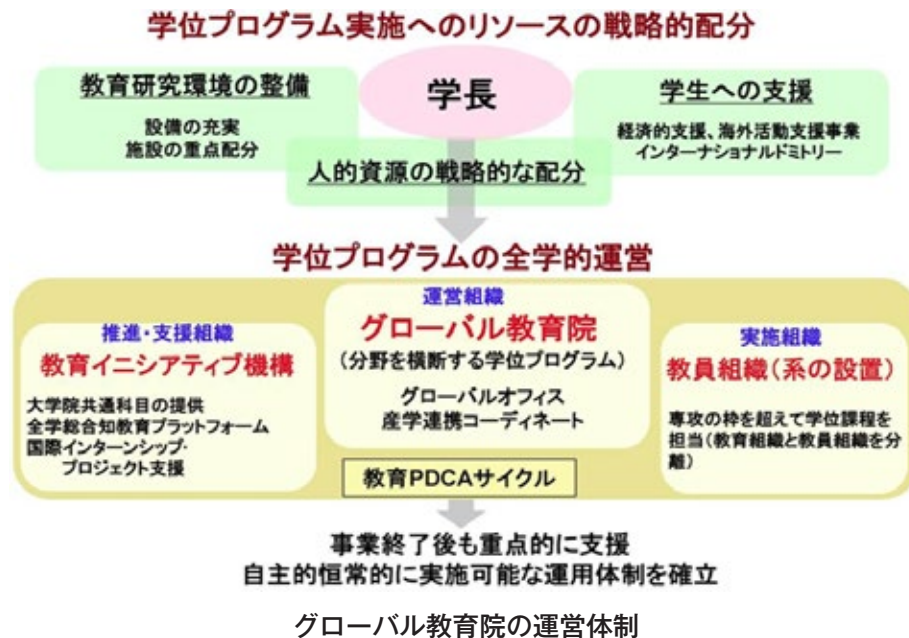 学位プログラム実施へのリソースの戦略的配分
学長
教育研究環境の整備
設備の充実
施設の重点配分
学生への支援
経済的支援、海外活動支援事業
インターナショナルドミトリー
人的資源の戦略的な配分
学位プログラムの全学的運営
推進・支援組織
教育イニシアティブ機構
大学院共通科目の提供
全学総合知教育プラットフォーム
国際インターンシップ・
プロジェクト支援
運営組織
グローバル教育院
(分野を横断する学位プログラム)
グローバルオフィス
産学連携コーディネート
実施組織
教員組織(系の設置)
専攻の枠を超えて学位課程を
担当(教育組織と教員組織を分
離)
教育PDCAサイクル
事業終了後も重点的に支援
自主的恒常的に実施可能な運用体制を確立
グローバル教育院の運営体制